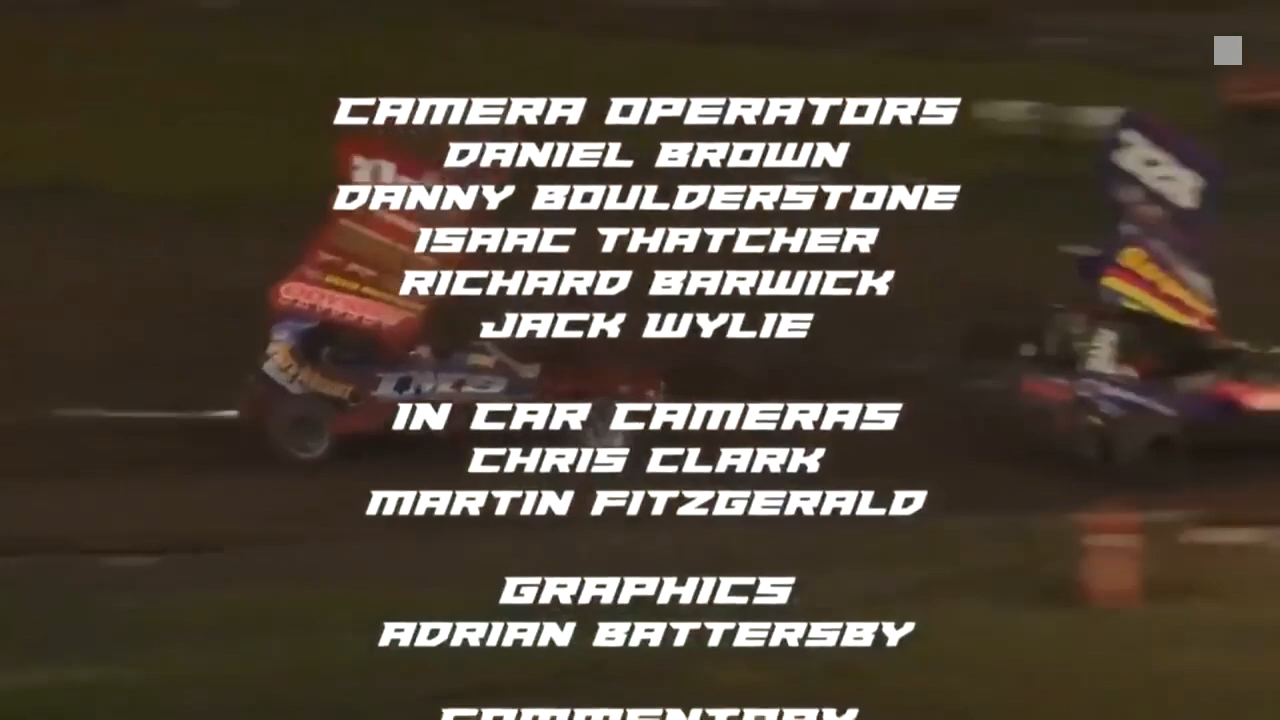 CAMERA OPERATORS
DANIEL BROWN
DANNY BOULDERSTONE
ISAAC THATCHER
RICHARD BARWICK
JACK WYLIE
IN CAR CAMERAS
CHRIS CLARK
MARTIN FITZGERALD
GRAPHICS
ADRIAN BATTERSBY
COMMENTARY